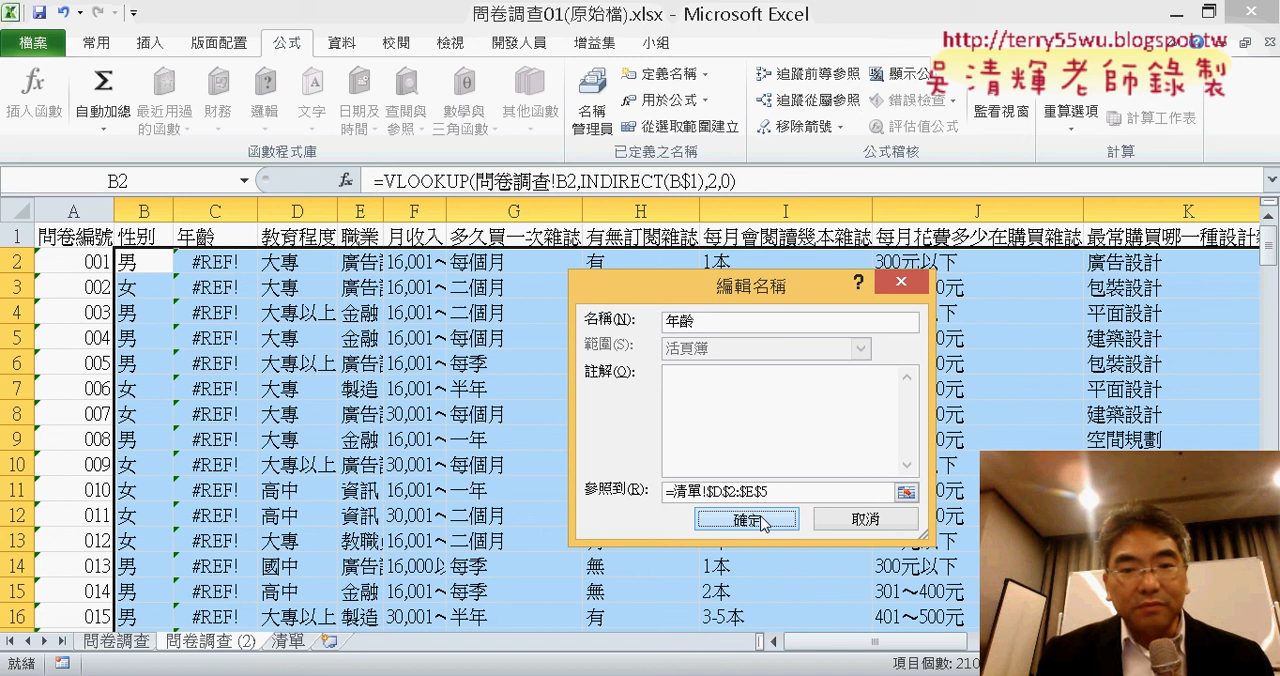 問卷調查01(原始檔).xlsx - Microsoft Excel
檔案 常用 插入 版面配置 公式 資料 校閱 檢視 開發人員 增益集 小組
http://terry55wu.blogspot.tw
吳清輝老師錄製
插入函數 自動加總 最近用過的函數 財務 邏輯 文字 日期及時間 查閱與參照 數學與三角函數 其他函數
名稱管理員 定義名稱 用於公式 從選取範圍建立
追蹤前導參照 追蹤從屬參照 移除箭號 顯示公 錯誤檢查 評估值公式 監看視窗 重算選項 計算工作表
函數程式庫 已定義之名稱 公式稽核 計算
B2 fx =VLOOKUP(問卷調查!B2,INDIRECT(B$1),2,0)
A B C D E F G H I J K
1 問卷編號 性別 年齡 教育程度 職業 月收入 多久買一次雜誌 有無訂閱雜誌 每月會閱讀幾本雜誌 每月花費多少在購買雜誌 最常購買哪一種設計
2 001 男 #REF! 大專 廣告 16,001~ 每個月 有 1本 300元以下 廣告設計
3 002 女 #REF! 大專 廣告 16,001~ 二個月 0元 包裝設計
4 003 男 #REF! 大專以上 金融 16,001~ 二個月 下 平面設計
5 004 男 #REF! 大專 金融 16,001~ 二個月 0元 建築設計
6 005 男 #REF! 大專以上 廣告 16,001~ 每季 0元 包裝設計
7 006 女 #REF! 大專 製造 16,001~ 半年 0元 平面設計
8 007 女 #REF! 大專 廣告 30,001~ 每個月 0元 建築設計
9 008 男 #REF! 大專 金融 16,001~ 一年 0元 空間規劃
10 009 女 #REF! 大專以上 金融 30,001~ 每個月 下
11 010 女 #REF! 高中 資訊 16,001~ 一年 0元
12 011 女 #REF! 高中 資訊 30,001~ 二個月 0元
13 012 女 #REF! 大專 教職 16,001~ 二個月 下
14 013 男 #REF! 國中 廣告 16,000以 每季 無 1本 300元以下
15 014 男 #REF! 高中 金融 16,001~ 每季 無 2本 301~400元
16 015 男 #REF! 大專以上 製造 30,001~ 半年 有 3-5本 401~500元
編輯名稱 ?
名稱(N): 年齡
範圍(S): 活頁簿
註解(O):
參照到(R): =清單!$D$2:$E$5
確定 取消
問卷調查 問卷調查 (2) 清單
就緒 項目個數: 210